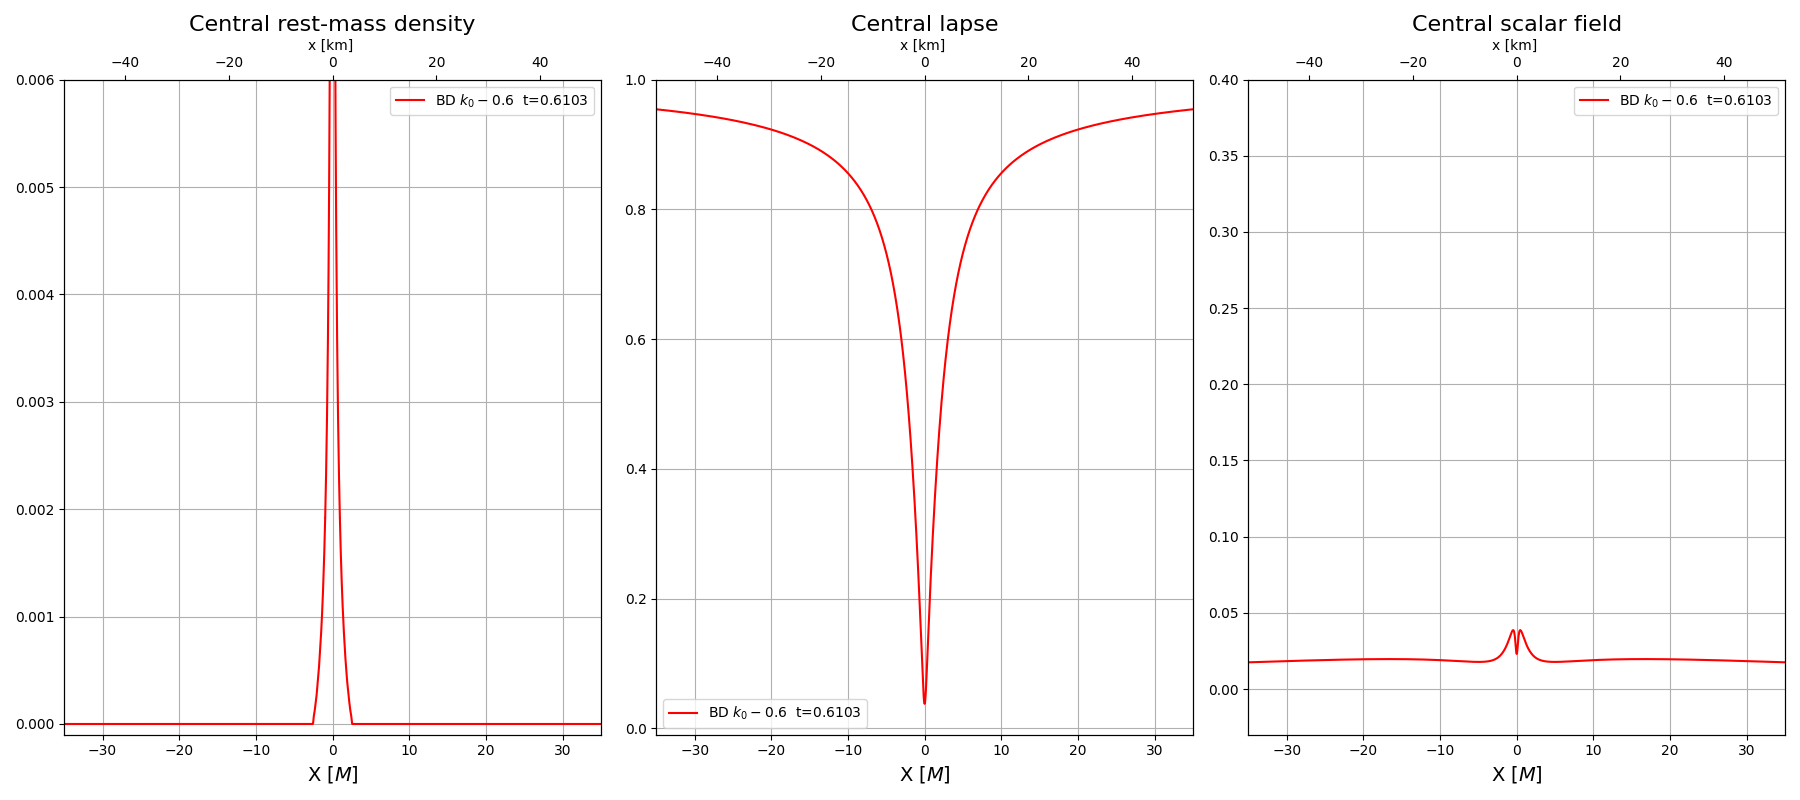 Central rest-mass density
x [km]
−40 −20 0 20 40
0.006
0.005
0.004
0.003
0.002
0.001
0.000
BD k₀ − 0.6 t=0.6103
−30 −20 −10 0 10 20 30
X [M]
Central lapse
x [km]
−40 −20 0 20 40
1.0
0.8
0.6
0.4
0.2
0.0
BD k₀ − 0.6 t=0.6103
−30 −20 −10 0 10 20 30
X [M]
Central scalar field
x [km]
−40 −20 0 20 40
0.40
0.35
0.30
0.25
0.20
0.15
0.10
0.05
0.00
BD k₀ − 0.6 t=0.6103
−30 −20 −10 0 10 20 30
X [M]